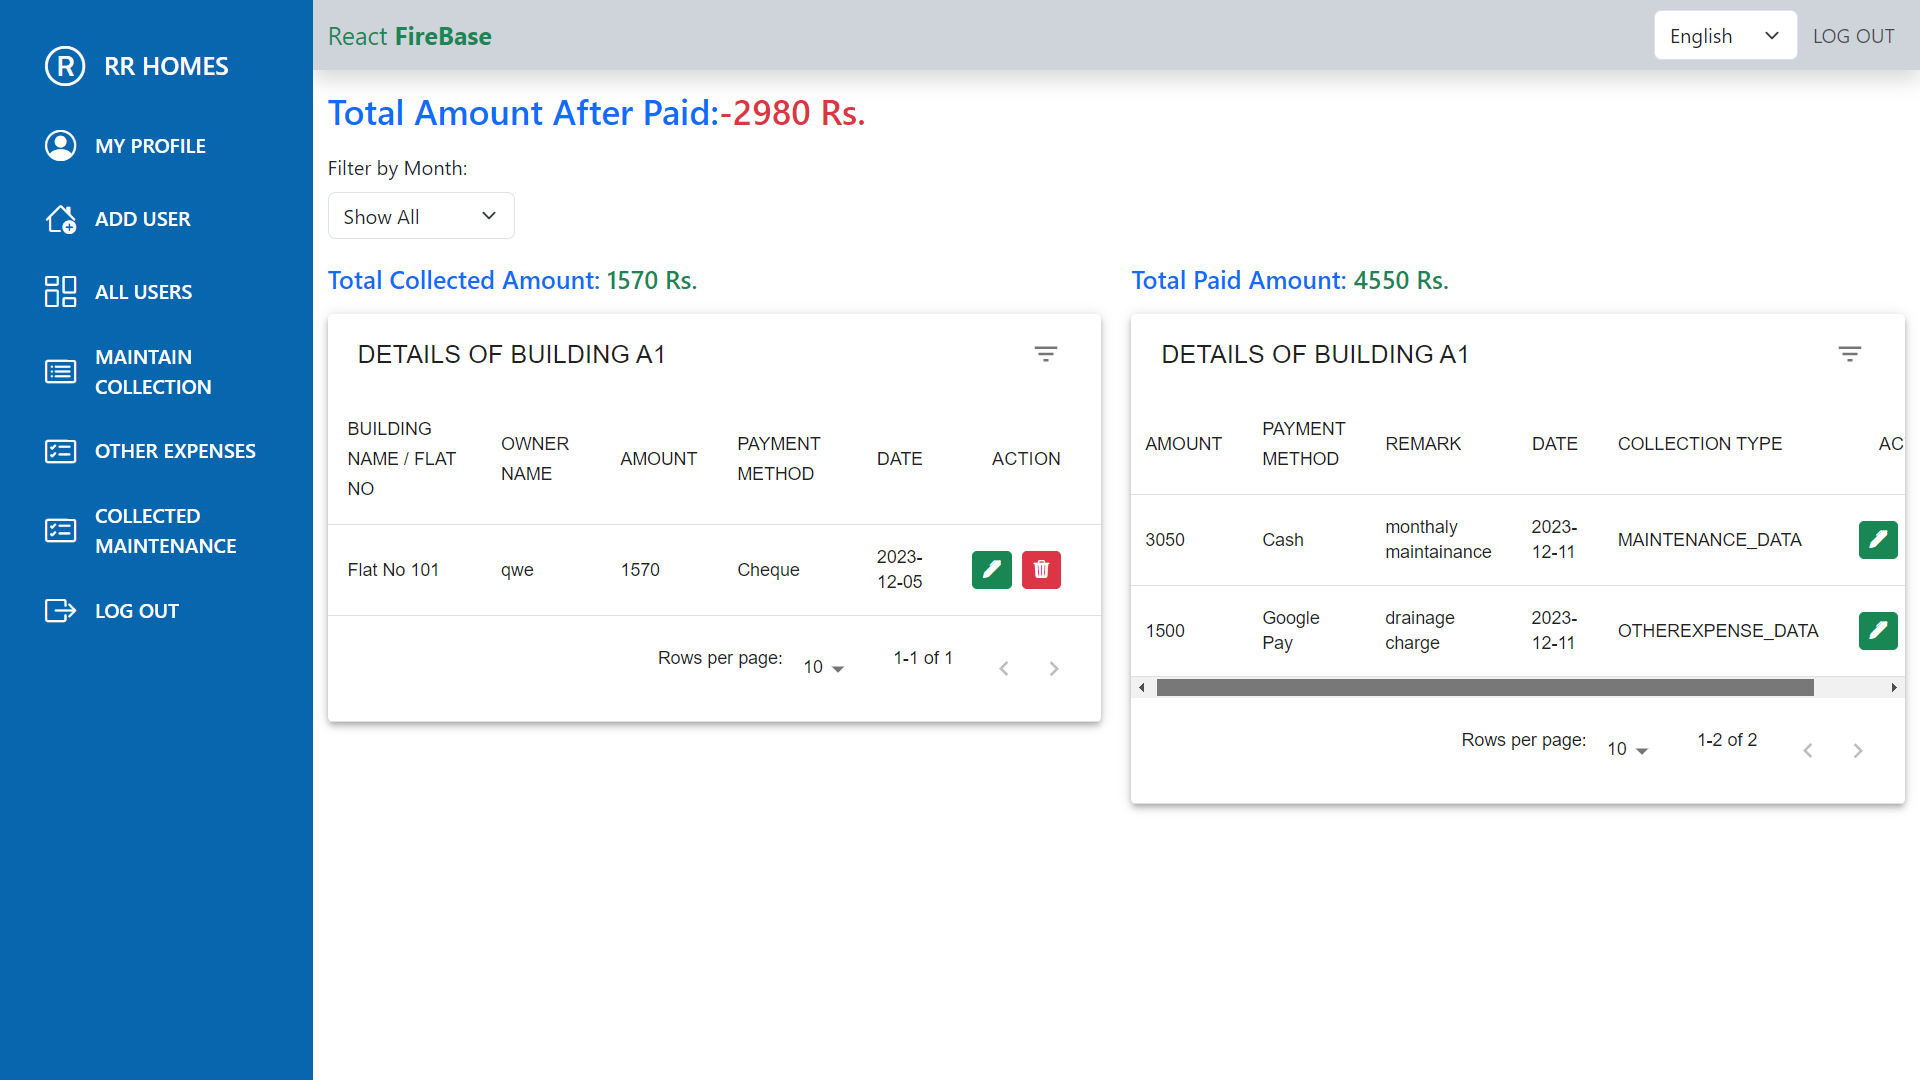 R RR HOMES
MY PROFILE
ADD USER
ALL USERS
MAINTAIN
COLLECTION
OTHER EXPENSES
COLLECTED
MAINTENANCE
LOG OUT
React FireBase
English
LOG OUT
Total Amount After Paid:-2980 Rs.
Filter by Month:
Show All
Total Collected Amount: 1570 Rs.
DETAILS OF BUILDING A1
BUILDING
NAME / FLAT
NO
OWNER
NAME
AMOUNT
PAYMENT
METHOD
DATE
ACTION
Flat No 101
qwe
1570
Cheque
2023-
12-05
Rows per page:
10
1-1 of 1
Total Paid Amount: 4550 Rs.
DETAILS OF BUILDING A1
AMOUNT
PAYMENT
METHOD
REMARK
DATE
COLLECTION TYPE
AC
3050
Cash
monthaly
maintainance
2023-
12-11
MAINTENANCE_DATA
1500
Google
Pay
drainage
charge
2023-
12-11
OTHEREXPENSE_DATA
Rows per page:
10
1-2 of 2